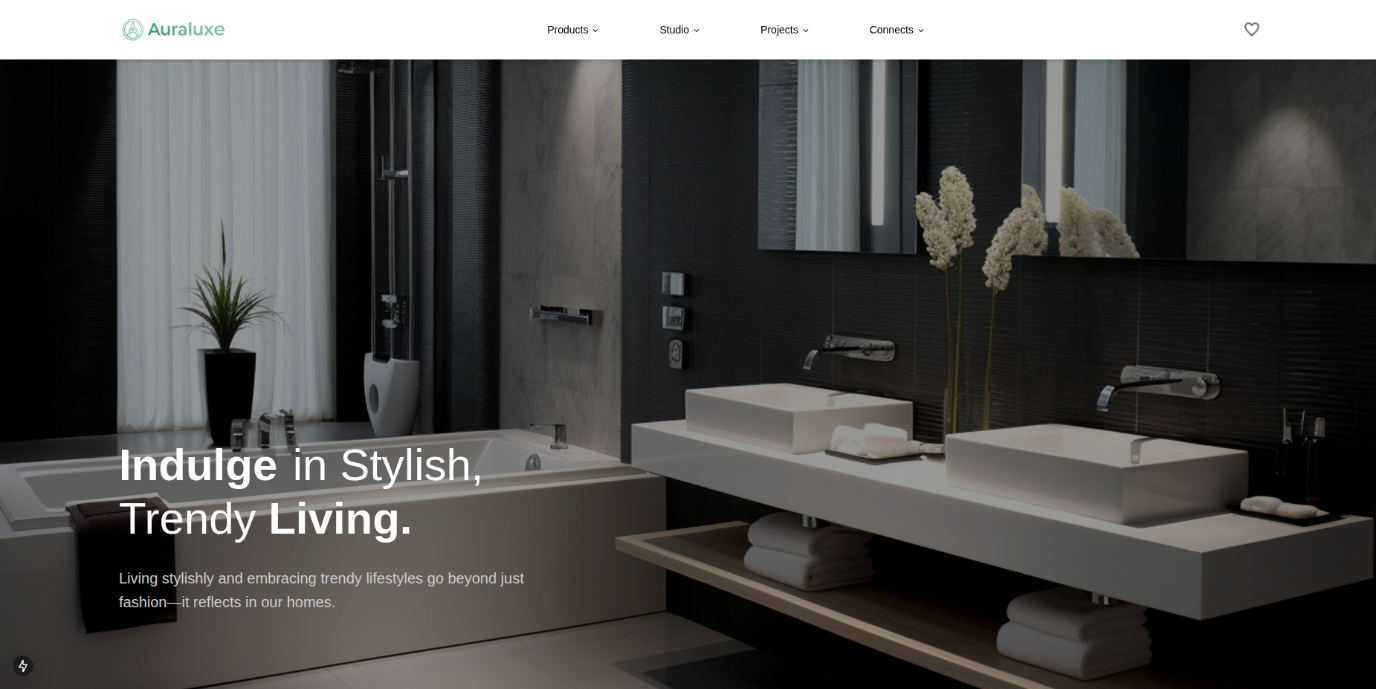 Auraluxe
Products
Studio
Projects
Connects
Indulge in Stylish,
Trendy Living.
Living stylishly and embracing trendy lifestyles go beyond just
fashion—it reflects in our homes.